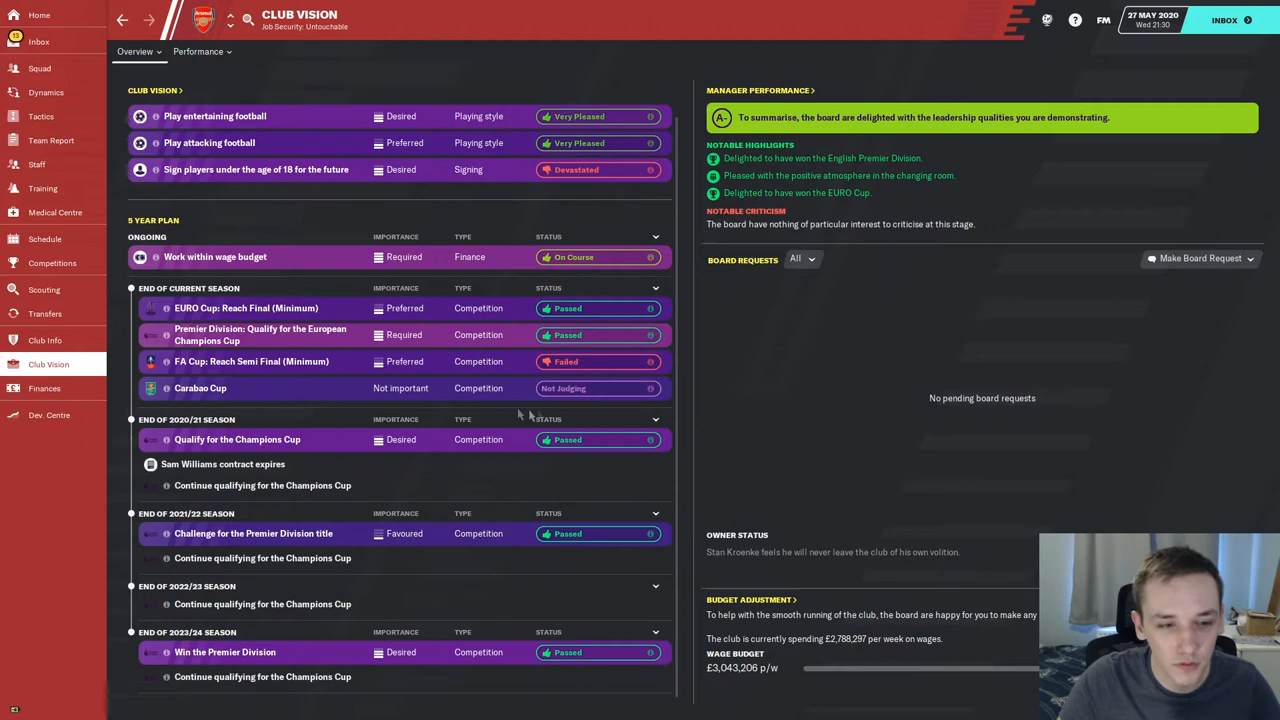 Home
CLUB VISION
Job Security: Untouchable
27 MAY 2020
Wed 21:30
FM
INBOX
13
Inbox
Squad
Dynamics
Tactics
Team Report
Staff
Training
Medical Centre
Schedule
Competitions
Scouting
Transfers
Club Info
Club Vision
Finances
Dev. Centre
Overview
Performance
CLUB VISION >
Play entertaining football Desired Playing style Very Pleased
Play attacking football Preferred Playing style Very Pleased
Sign players under the age of 18 for the future Desired Signing Devastated
5 YEAR PLAN
ONGOING IMPORTANCE TYPE STATUS
Work within wage budget Required Finance On Course
END OF CURRENT SEASON IMPORTANCE TYPE STATUS
EURO Cup: Reach Final (Minimum) Preferred Competition Passed
Premier Division: Qualify for the European
Champions Cup Required Competition Passed
FA Cup: Reach Semi Final (Minimum) Preferred Competition Failed
Carabao Cup Not important Competition Not Judging
END OF 2020/21 SEASON IMPORTANCE TYPE STATUS
Qualify for the Champions Cup Desired Competition Passed
Sam Williams contract expires
Continue qualifying for the Champions Cup
END OF 2021/22 SEASON IMPORTANCE TYPE STATUS
Challenge for the Premier Division title Favoured Competition Passed
Continue qualifying for the Champions Cup
END OF 2022/23 SEASON
Continue qualifying for the Champions Cup
END OF 2023/24 SEASON IMPORTANCE TYPE STATUS
Win the Premier Division Desired Competition Passed
Continue qualifying for the Champions Cup
MANAGER PERFORMANCE >
A- To summarise, the board are delighted with the leadership qualities you are demonstrating.
NOTABLE HIGHLIGHTS
Delighted to have won the English Premier Division.
Pleased with the positive atmosphere in the changing room.
Delighted to have won the EURO Cup.
NOTABLE CRITICISM
The board have nothing of particular interest to criticise at this stage.
BOARD REQUESTS All Make Board Request
No pending board requests
OWNER STATUS
Stan Kroenke feels he will never leave the club of his own volition.
BUDGET ADJUSTMENT >
To help with the smooth running of the club, the board are happy for you to make any
The club is currently spending £2,788,297 per week on wages.
WAGE BUDGET
£3,043,206 p/w